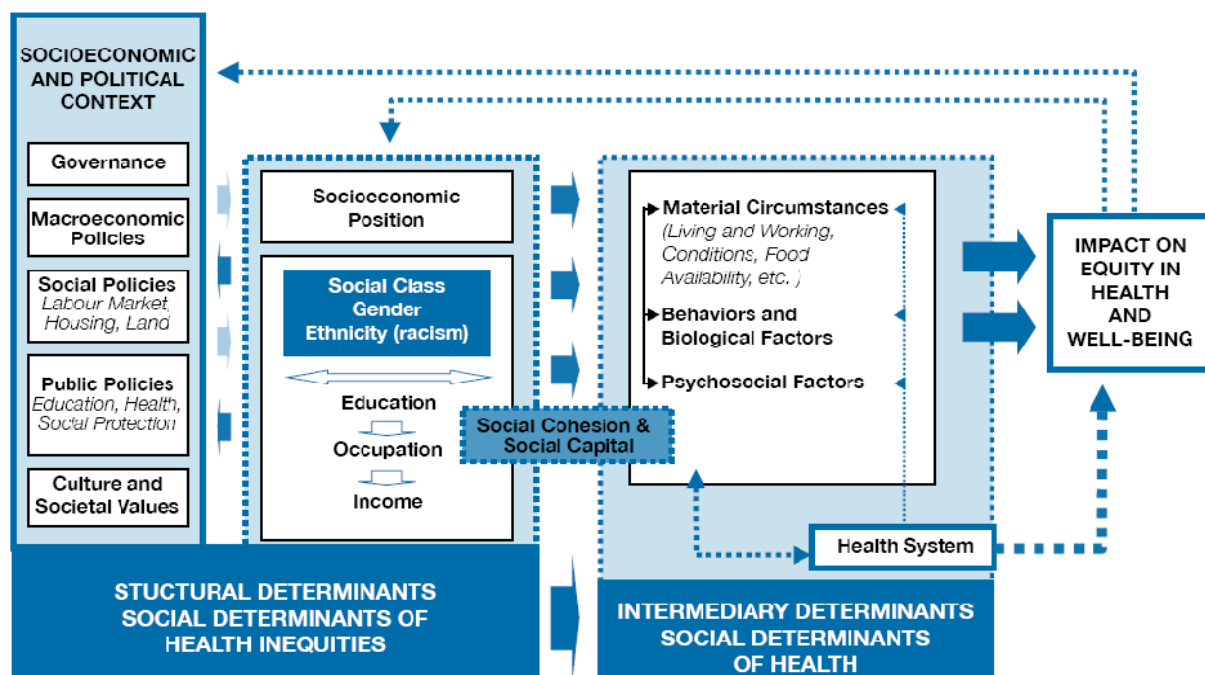 SOCIOECONOMIC
AND POLITICAL
CONTEXT
Governance
Macroeconomic
Policies
Social Policies
Labour Market,
Housing, Land
Public Policies
Education, Health,
Social Protection
Culture and
Societal Values
Socioeconomic
Position
Social Class
Gender
Ethnicity (racism)
Education
Occupation
Income
Social Cohesion &
Social Capital
Material Circumstances
(Living and Working,
Conditions, Food
Availability, etc. )
Behaviors and
Biological Factors
Psychosocial Factors
Health System
IMPACT ON
EQUITY IN
HEALTH
AND
WELL-BEING
STUCTURAL DETERMINANTS
SOCIAL DETERMINANTS OF
HEALTH INEQUITIES
INTERMEDIARY DETERMINANTS
SOCIAL DETERMINANTS
OF HEALTH